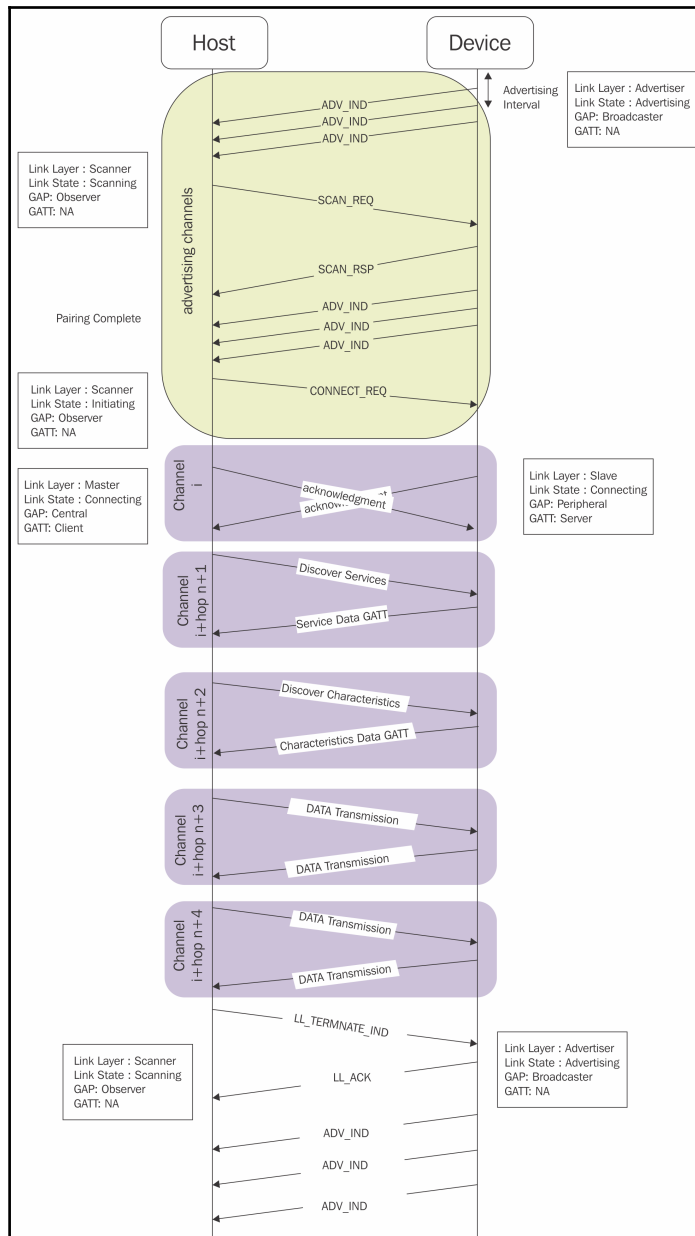 Host
Device
Advertising
Interval
Link Layer : Advertiser
Link State : Advertising
GAP: Broadcaster
GATT: NA
ADV_IND
ADV_IND
ADV_IND
Link Layer : Scanner
Link State : Scanning
GAP: Observer
GATT: NA
advertising channels
SCAN_REQ
SCAN_RSP
Pairing Complete
ADV_IND
ADV_IND
ADV_IND
Link Layer : Scanner
Link State : Initiating
GAP: Observer
GATT: NA
CONNECT_REQ
Link Layer : Master
Link State : Connecting
GAP: Central
GATT: Client
Channel
i
acknowledgment
Link Layer : Slave
Link State : Connecting
GAP: Peripheral
GATT: Server
Channel
i+hop n+1
Discover Services
Service Data GATT
Channel
i+hop n+2
Discover Characteristics
Characteristics Data GATT
Channel
i+hop n+3
DATA Transmission
DATA Transmission
Channel
i+hop n+4
DATA Transmission
DATA Transmission
LL_TERMNATE_IND
Link Layer : Scanner
Link State : Scanning
GAP: Observer
GATT: NA
LL_ACK
Link Layer : Advertiser
Link State : Advertising
GAP: Broadcaster
GATT: NA
ADV_IND
ADV_IND
ADV_IND